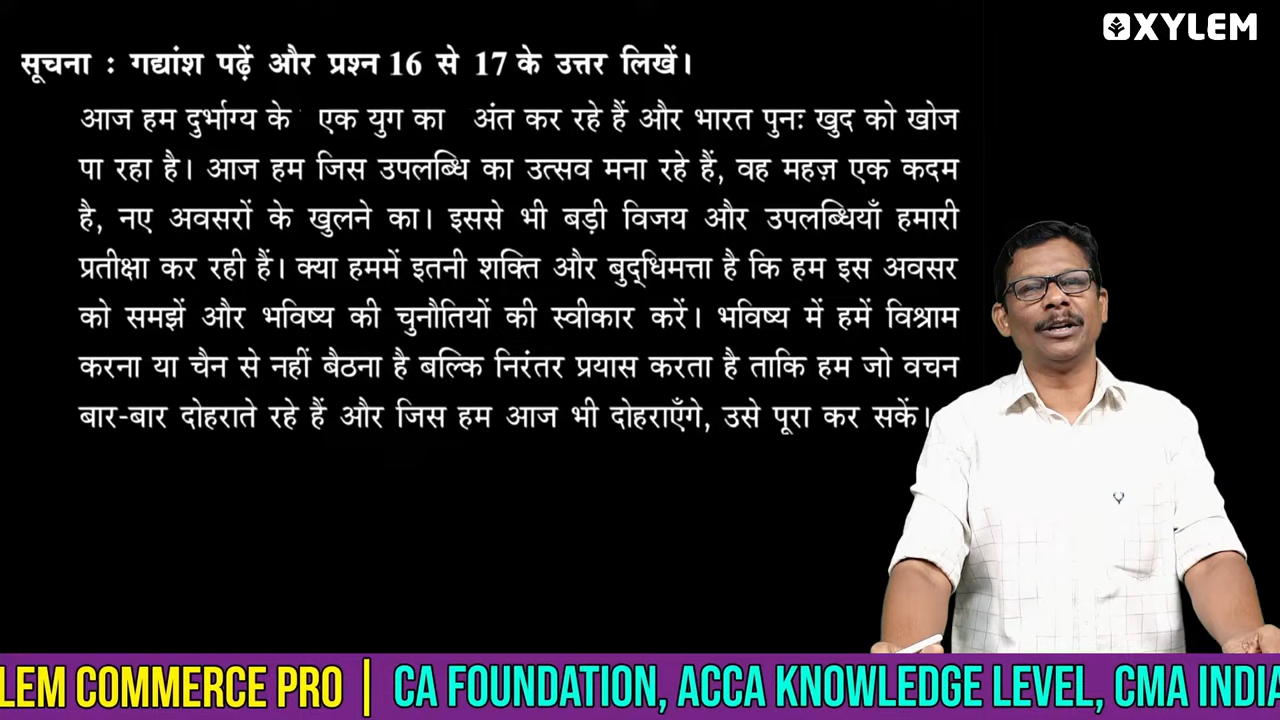 XYLEM
सूचना : गद्यांश पढ़ें और प्रश्न 16 से 17 के उत्तर लिखें।
आज हम दुर्भाग्य के एक युग का अंत कर रहे हैं और भारत पुनः खुद को खोज
पा रहा है। आज हम जिस उपलब्धि का उत्सव मना रहे हैं, वह महज़ एक कदम
है, नए अवसरों के खुलने का। इससे भी बड़ी विजय और उपलब्धियाँ हमारी
प्रतीक्षा कर रही हैं। क्या हममें इतनी शक्ति और बुद्धिमत्ता है कि हम इस अवसर
को समझें और भविष्य की चुनौतियों की स्वीकार करें। भविष्य में हमें विश्राम
करना या चैन से नहीं बैठना है बल्कि निरंतर प्रयास करता है ताकि हम जो वचन
बार-बार दोहराते रहे हैं और जिस हम आज भी दोहराएँगे, उसे पूरा कर सकें।
LEM COMMERCE PRO | CA FOUNDATION, ACCA KNOWLEDGE LEVEL, CMA INDIA